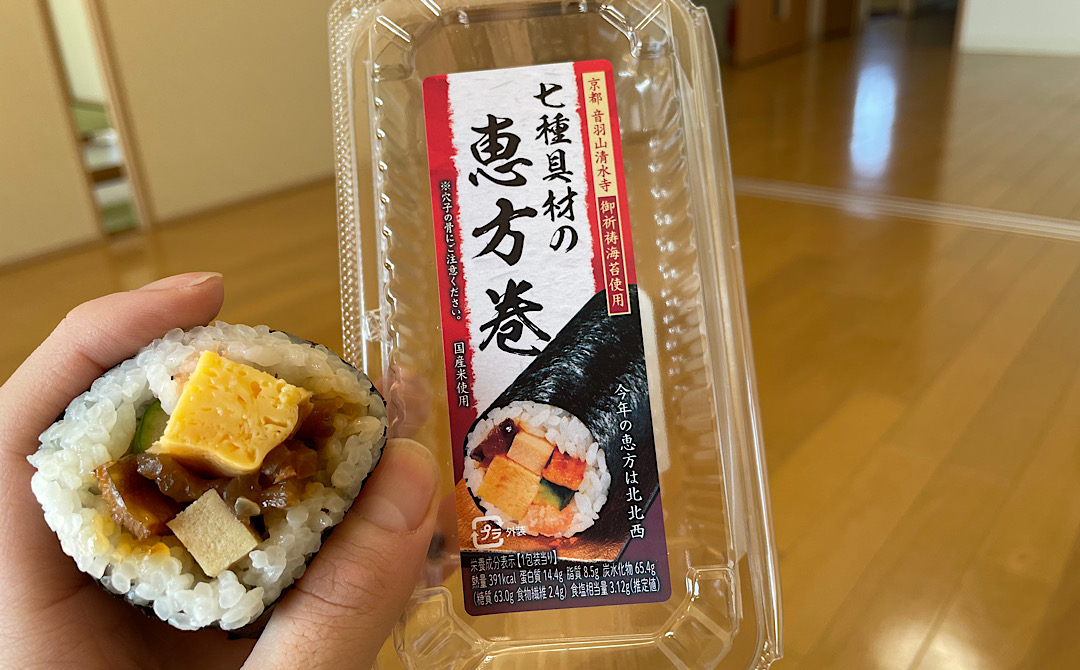 京都 音羽山清水寺 御祈祷海苔使用
七種具材の
恵方巻
※穴子の骨にご注意ください。
国産米使用
今年の恵方は北北西
プラ 外装
栄養成分表示【1包装当り】
熱量 391kcal 蛋白質 14.4g 脂質 8.5g 炭水化物 65.4g
(糖質 63.0g 食物繊維 2.4g) 食塩相当量 3.12g(推定値)